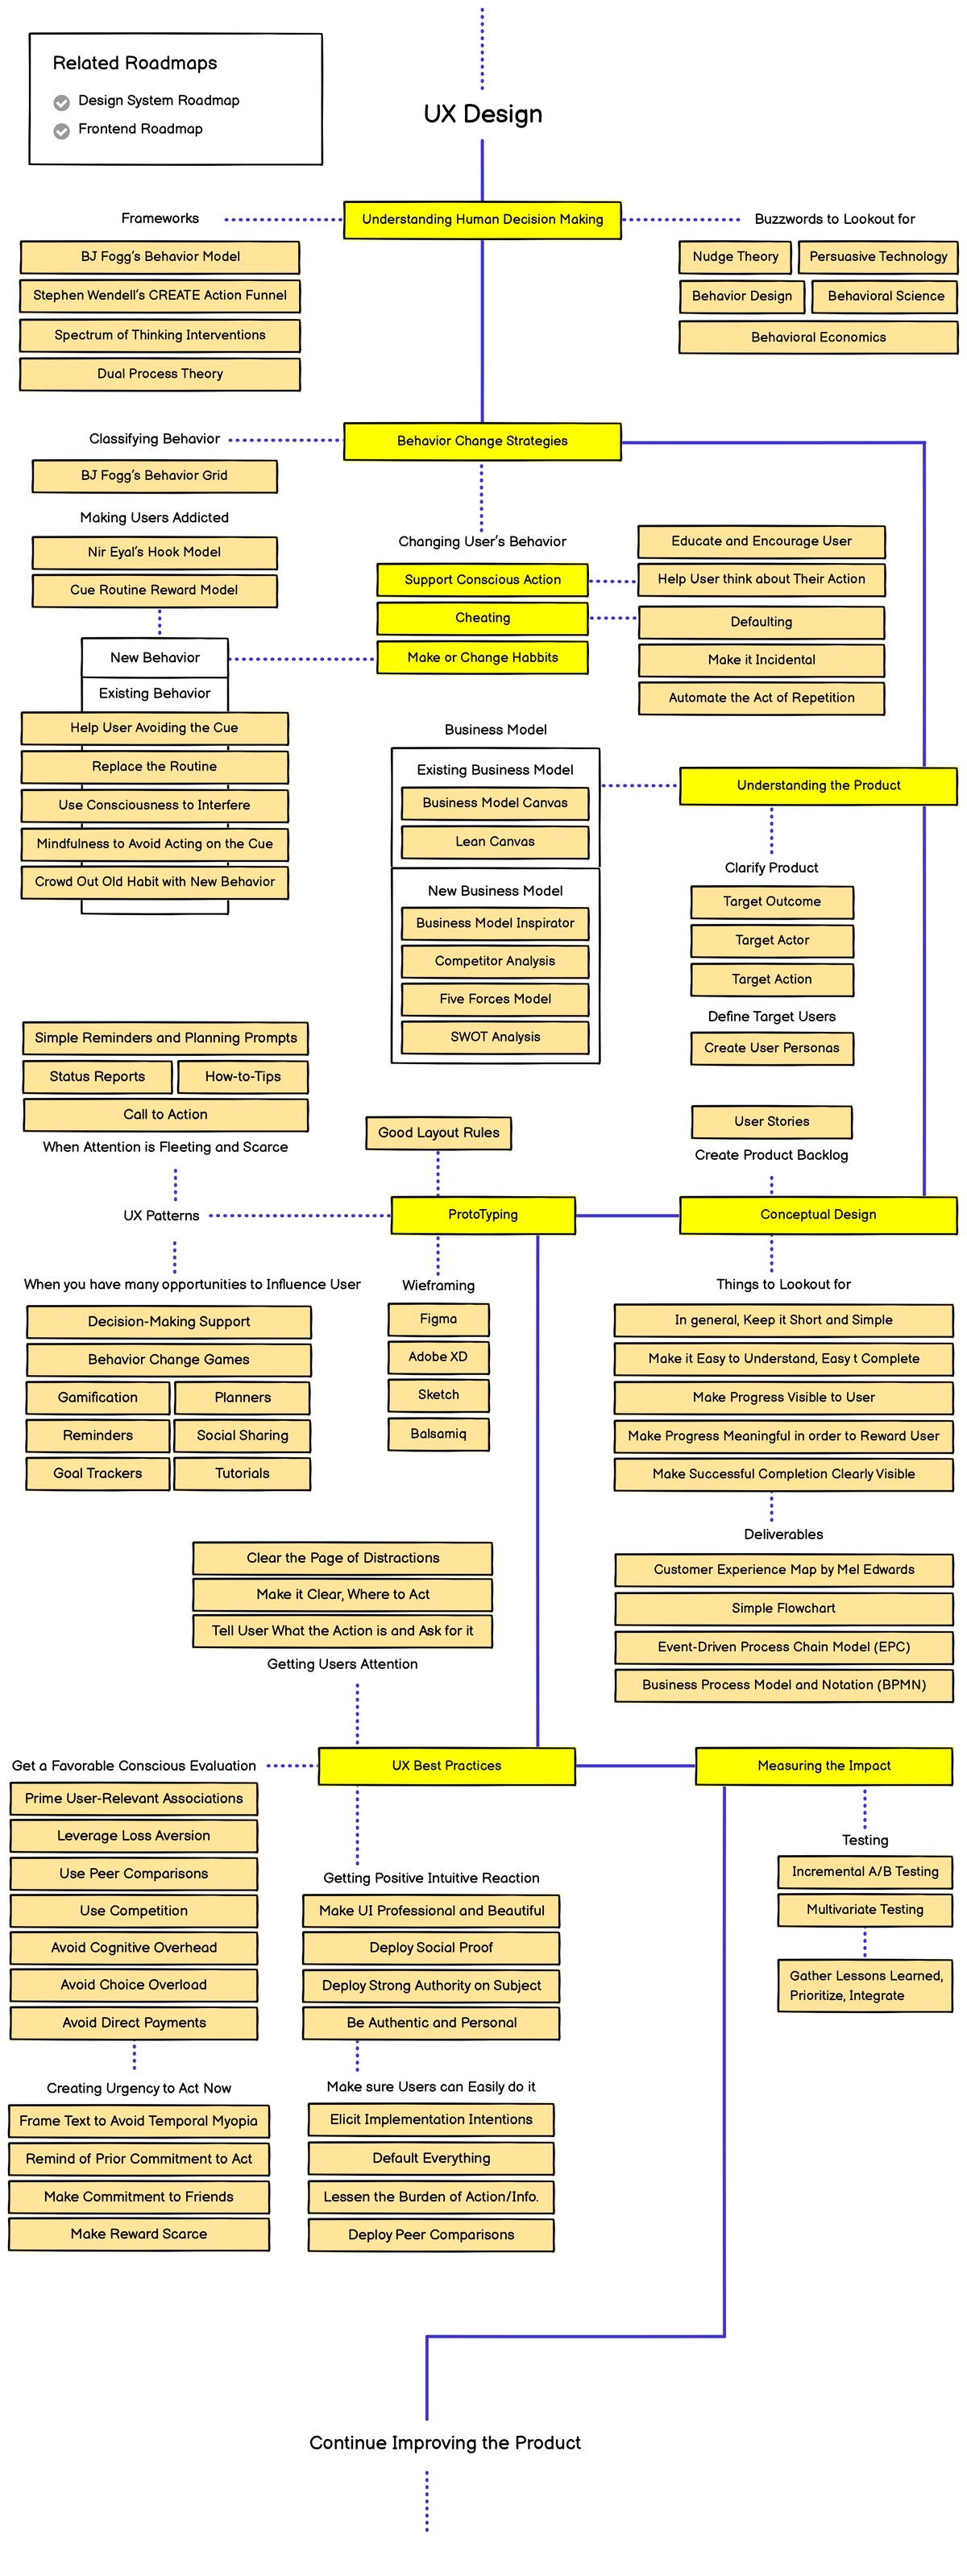 Related Roadmaps
Design System Roadmap
Frontend Roadmap
UX Design
Frameworks
Understanding Human Decision Making
Buzzwords to Lookout for
BJ Fogg's Behavior Model
Stephen Wendell's CREATE Action Funnel
Spectrum of Thinking Interventions
Dual Process Theory
Nudge Theory
Persuasive Technology
Behavior Design
Behavioral Science
Behavioral Economics
Classifying Behavior
Behavior Change Strategies
BJ Fogg's Behavior Grid
Making Users Addicted
Nir Eyal's Hook Model
Cue Routine Reward Model
Changing User's Behavior
Support Conscious Action
Cheating
Make or Change Habbits
Educate and Encourage User
Help User think about Their Action
Defaulting
Make it Incidental
Automate the Act of Repetition
New Behavior
Existing Behavior
Help User Avoiding the Cue
Replace the Routine
Use Consciousness to Interfere
Mindfulness to Avoid Acting on the Cue
Crowd Out Old Habit with New Behavior
Business Model
Existing Business Model
Business Model Canvas
Lean Canvas
New Business Model
Business Model Inspirator
Competitor Analysis
Five Forces Model
SWOT Analysis
Understanding the Product
Clarify Product
Target Outcome
Target Actor
Target Action
Define Target Users
Create User Personas
User Stories
Create Product Backlog
Simple Reminders and Planning Prompts
Status Reports
How-to-Tips
Call to Action
When Attention is Fleeting and Scarce
Good Layout Rules
UX Patterns
ProtoTyping
Conceptual Design
When you have many opportunities to Influence User
Decision-Making Support
Behavior Change Games
Gamification
Planners
Reminders
Social Sharing
Goal Trackers
Tutorials
Wieframing
Figma
Adobe XD
Sketch
Balsamiq
Things to Lookout for
In general, Keep it Short and Simple
Make it Easy to Understand, Easy t Complete
Make Progress Visible to User
Make Progress Meaningful in order to Reward User
Make Successful Completion Clearly Visible
Deliverables
Customer Experience Map by Mel Edwards
Simple Flowchart
Event-Driven Process Chain Model (EPC)
Business Process Model and Notation (BPMN)
Clear the Page of Distractions
Make it Clear, Where to Act
Tell User What the Action is and Ask for it
Getting Users Attention
Get a Favorable Conscious Evaluation
UX Best Practices
Measuring the Impact
Prime User-Relevant Associations
Leverage Loss Aversion
Use Peer Comparisons
Use Competition
Avoid Cognitive Overhead
Avoid Choice Overload
Avoid Direct Payments
Creating Urgency to Act Now
Frame Text to Avoid Temporal Myopia
Remind of Prior Commitment to Act
Make Commitment to Friends
Make Reward Scarce
Getting Positive Intuitive Reaction
Make UI Professional and Beautiful
Deploy Social Proof
Deploy Strong Authority on Subject
Be Authentic and Personal
Make sure Users can Easily do it
Elicit Implementation Intentions
Default Everything
Lessen the Burden of Action/Info.
Deploy Peer Comparisons
Testing
Incremental A/B Testing
Multivariate Testing
Gather Lessons Learned,
Prioritize, Integrate
Continue Improving the Product